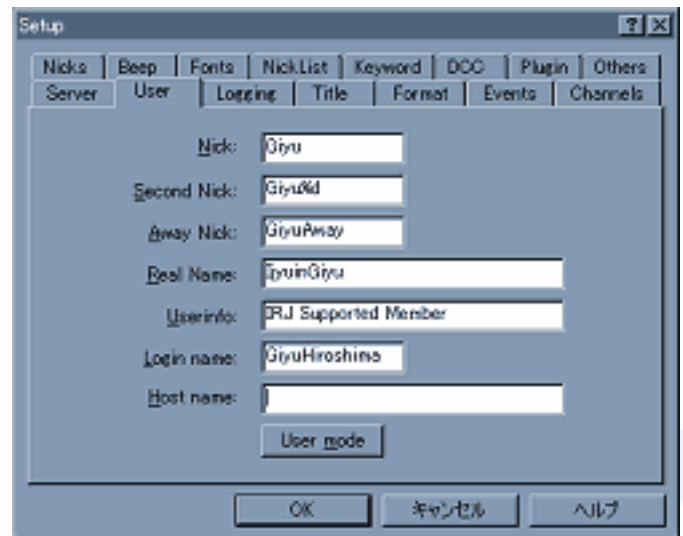 Setup
Nicks Beep Fonts NickList Keyword DCC Plugin Others
Server User Logging Title Format Events Channels
Nick: Giyu
Second Nick: Giyu%d
Away Nick: GiyuAway
Real Name: IyuinGiyu
Userinfo: IRJ Supported Member
Login name: GiyuHiroshima
Host name:
User mode
OK キャンセル ヘルプ